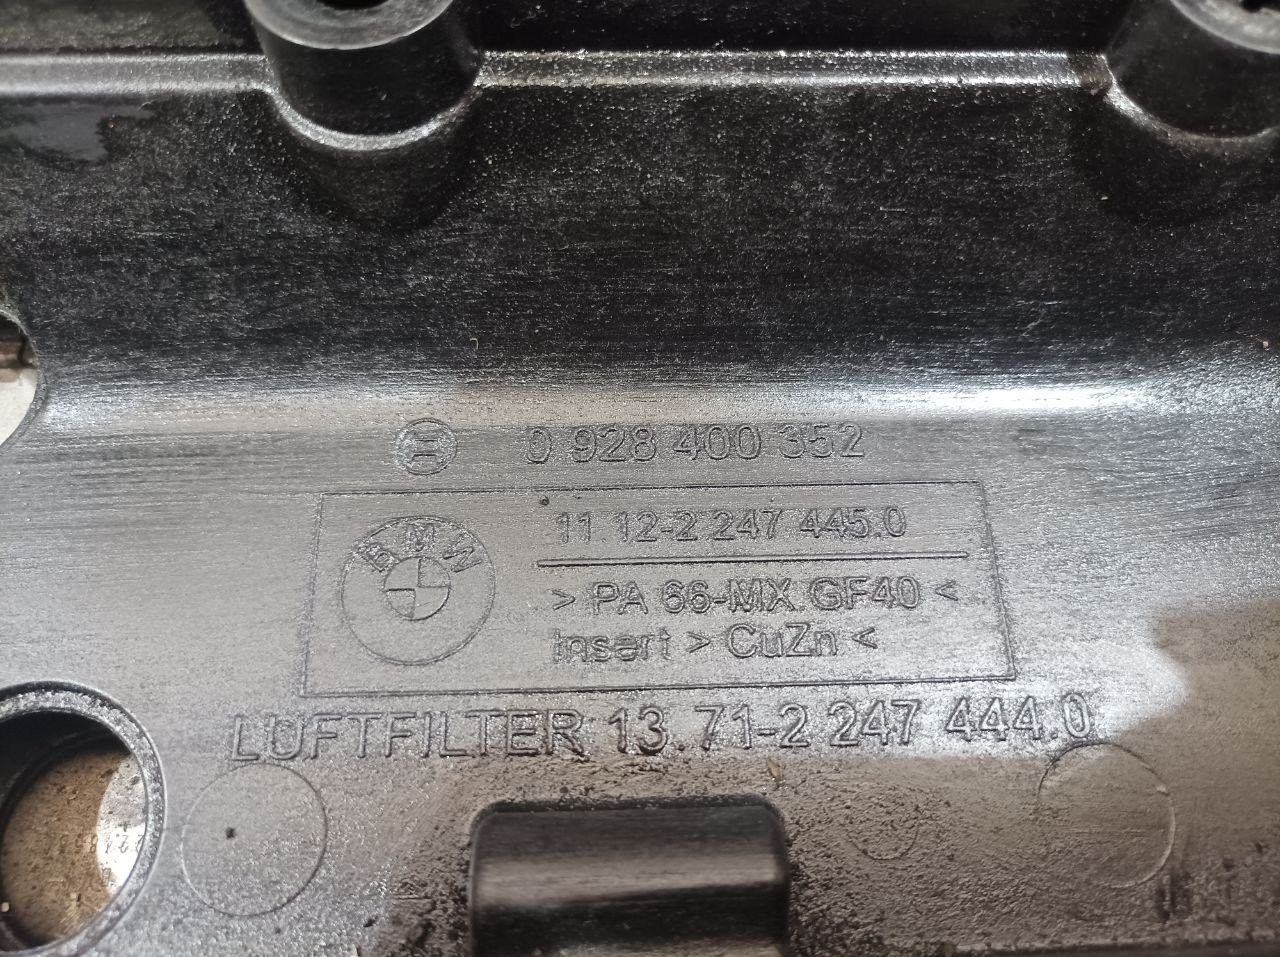 0 928 400 352
11.12-2 247 445.0
BMW
> PA 66-MX.GF40 <
Insert > CuZn <
LUFTFILTER 13.71-2 247 444.0